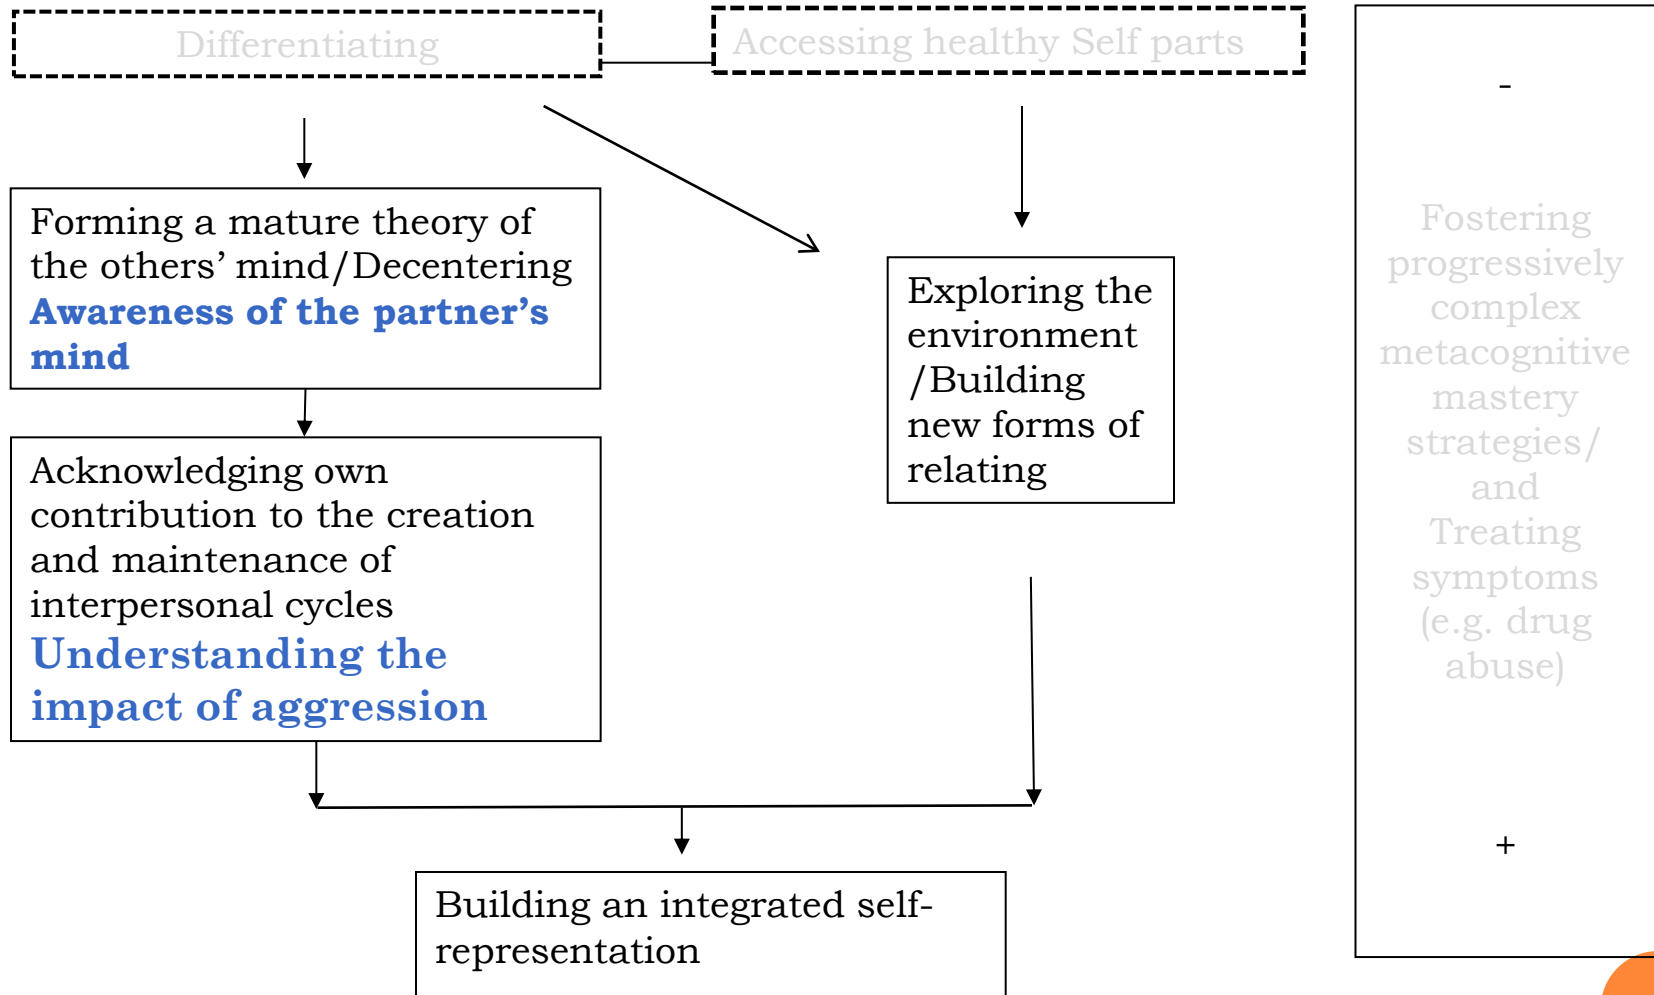 Differentiating
Accessing healthy Self parts
Forming a mature theory of
the others’ mind/Decentering
Awareness of the partner’s
mind
Acknowledging own
contribution to the creation
and maintenance of
interpersonal cycles
Understanding the
impact of aggression
Exploring the
environment
/Building
new forms of
relating
Building an integrated self-
representation
-
Fostering
progressively
complex
metacognitive
mastery
strategies/
and
Treating
symptoms
(e.g. drug
abuse)
+